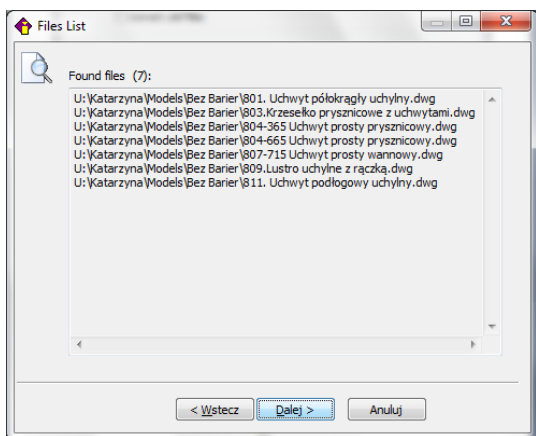 Files List
Found files (7):
U:\Katarzyna\Models\Bez Barier\801. Uchwyt półokrągły uchylny.dwg
U:\Katarzyna\Models\Bez Barier\803.Krzesełko prysznicowe z uchwytami.dwg
U:\Katarzyna\Models\Bez Barier\804-365 Uchwyt prosty prysznicowy.dwg
U:\Katarzyna\Models\Bez Barier\804-665 Uchwyt prosty prysznicowy.dwg
U:\Katarzyna\Models\Bez Barier\807-715 Uchwyt prosty wannowy.dwg
U:\Katarzyna\Models\Bez Barier\809.Lustro uchylne z rączką.dwg
U:\Katarzyna\Models\Bez Barier\811. Uchwyt podłogowy uchylny.dwg
< Wstecz Dalej > Anuluj